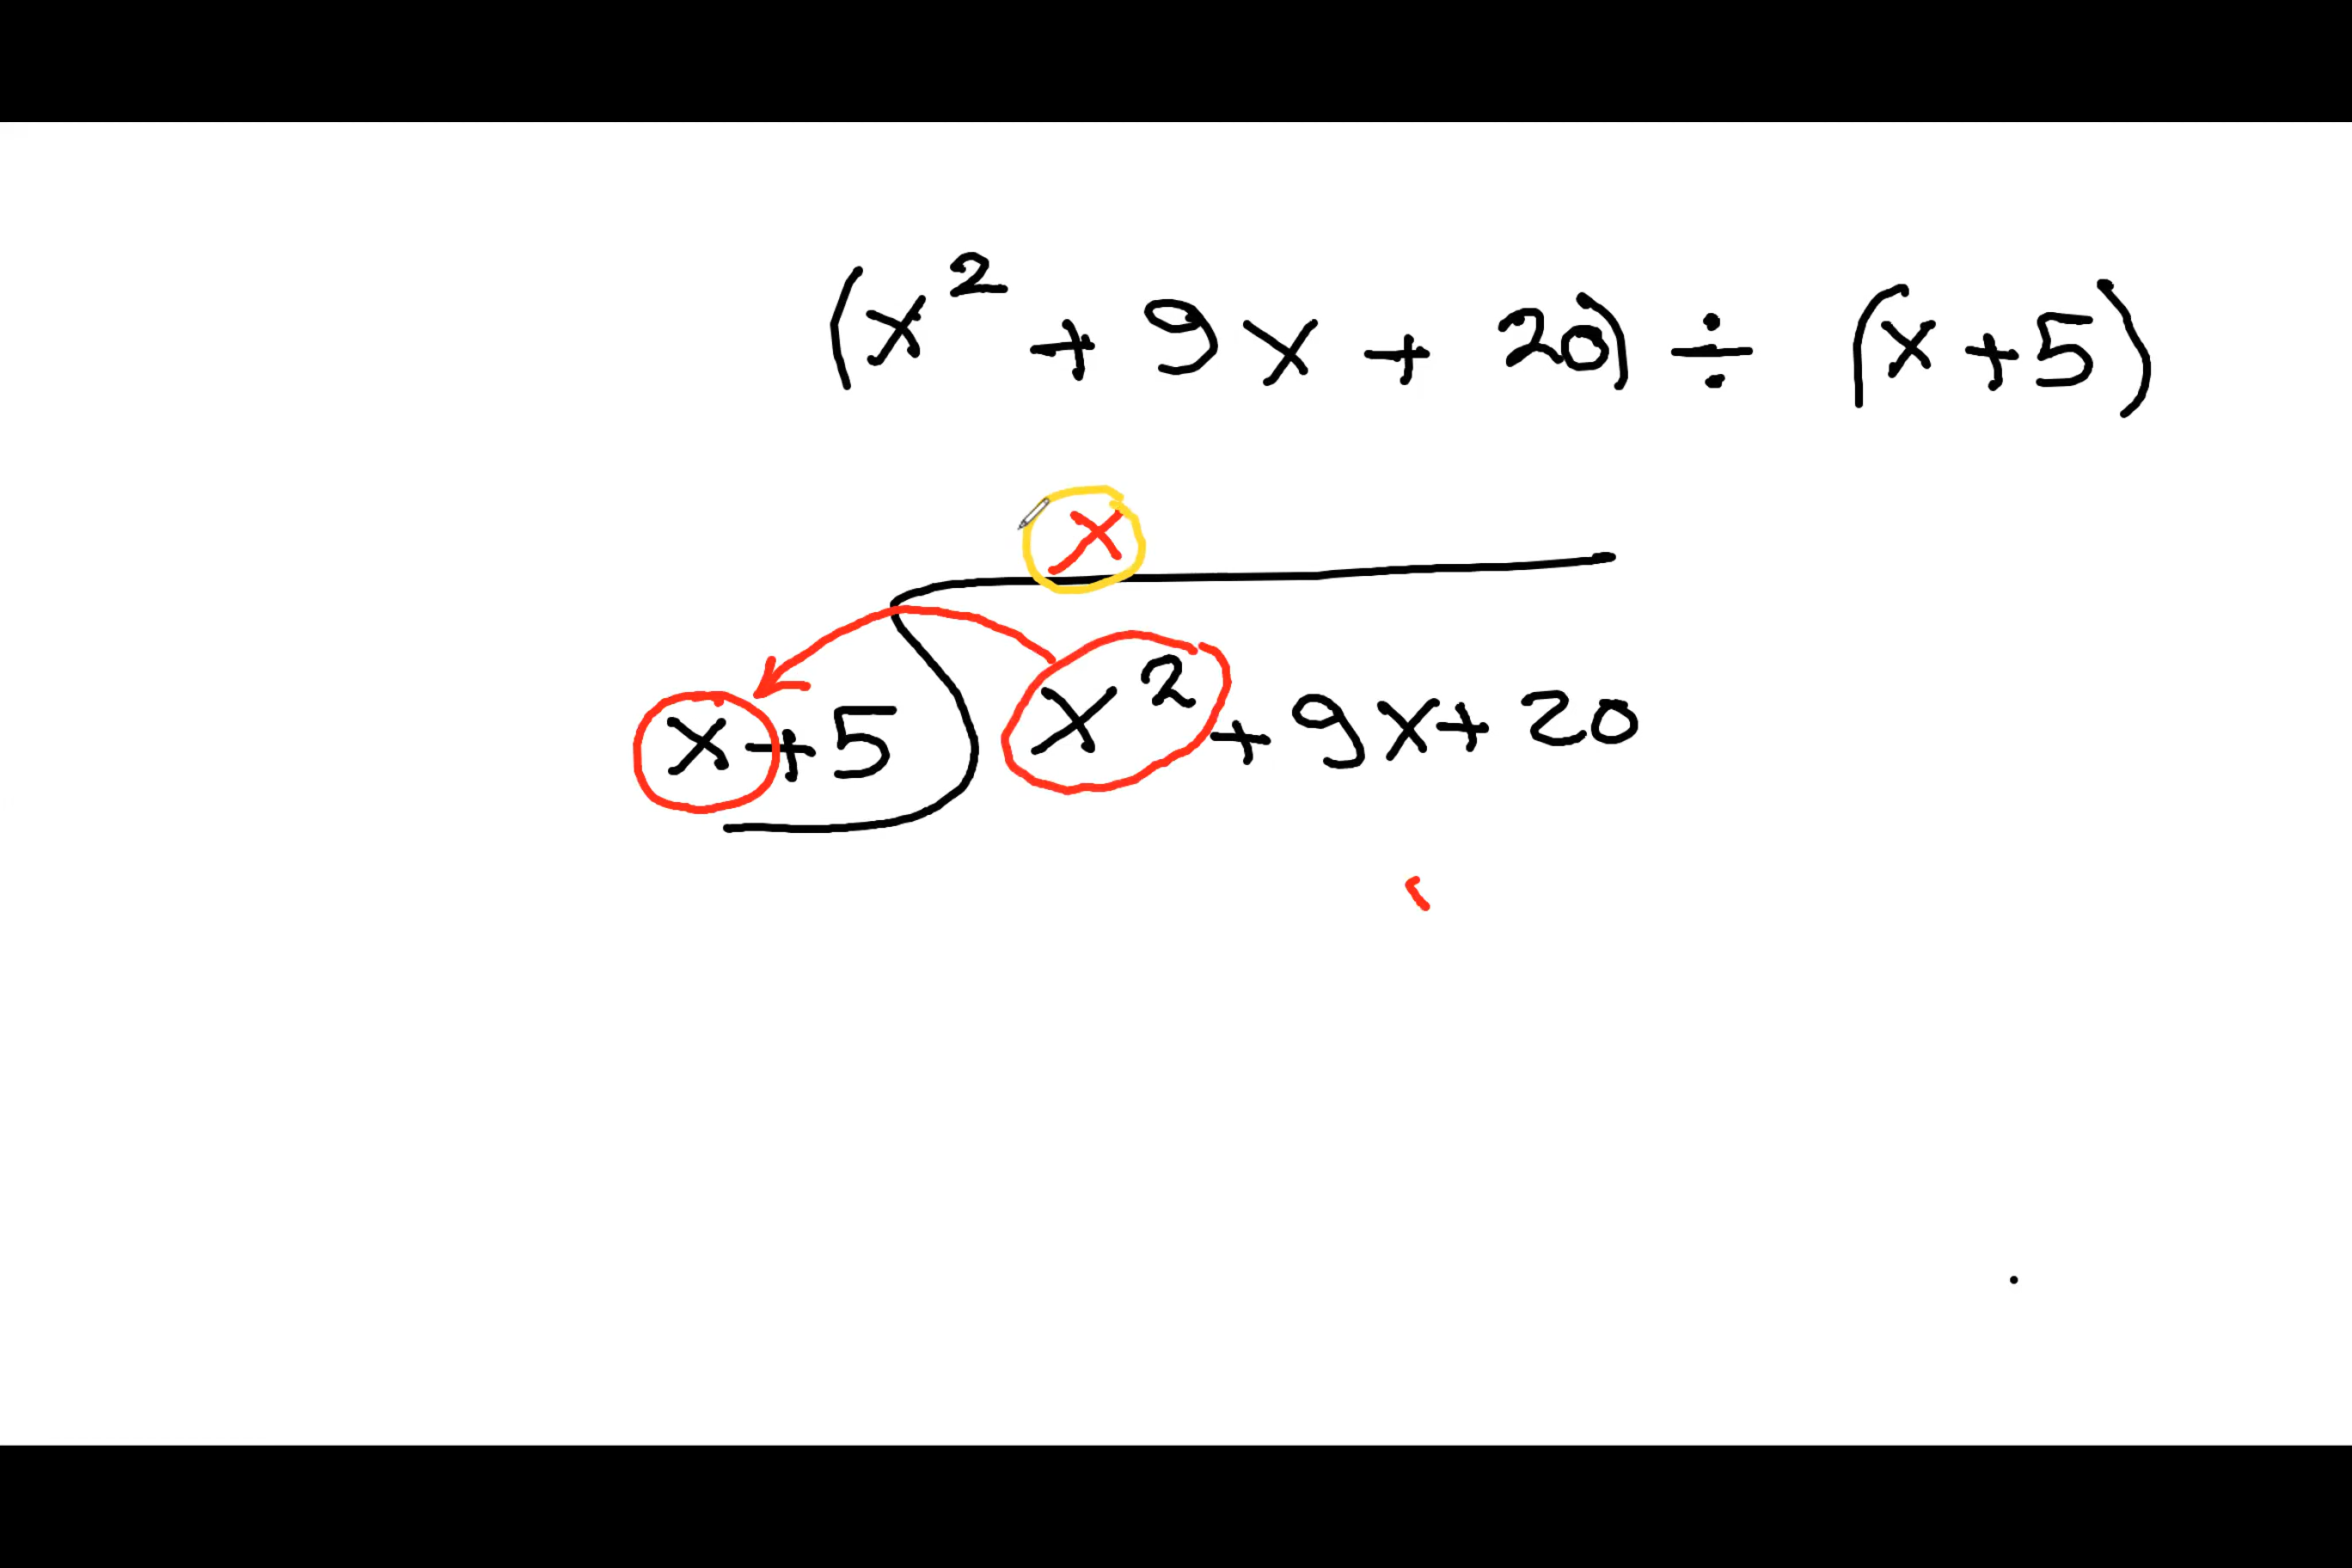 (x² + 9x + 20) ÷ (x + 5)
x
x + 5 x² + 9x + 20